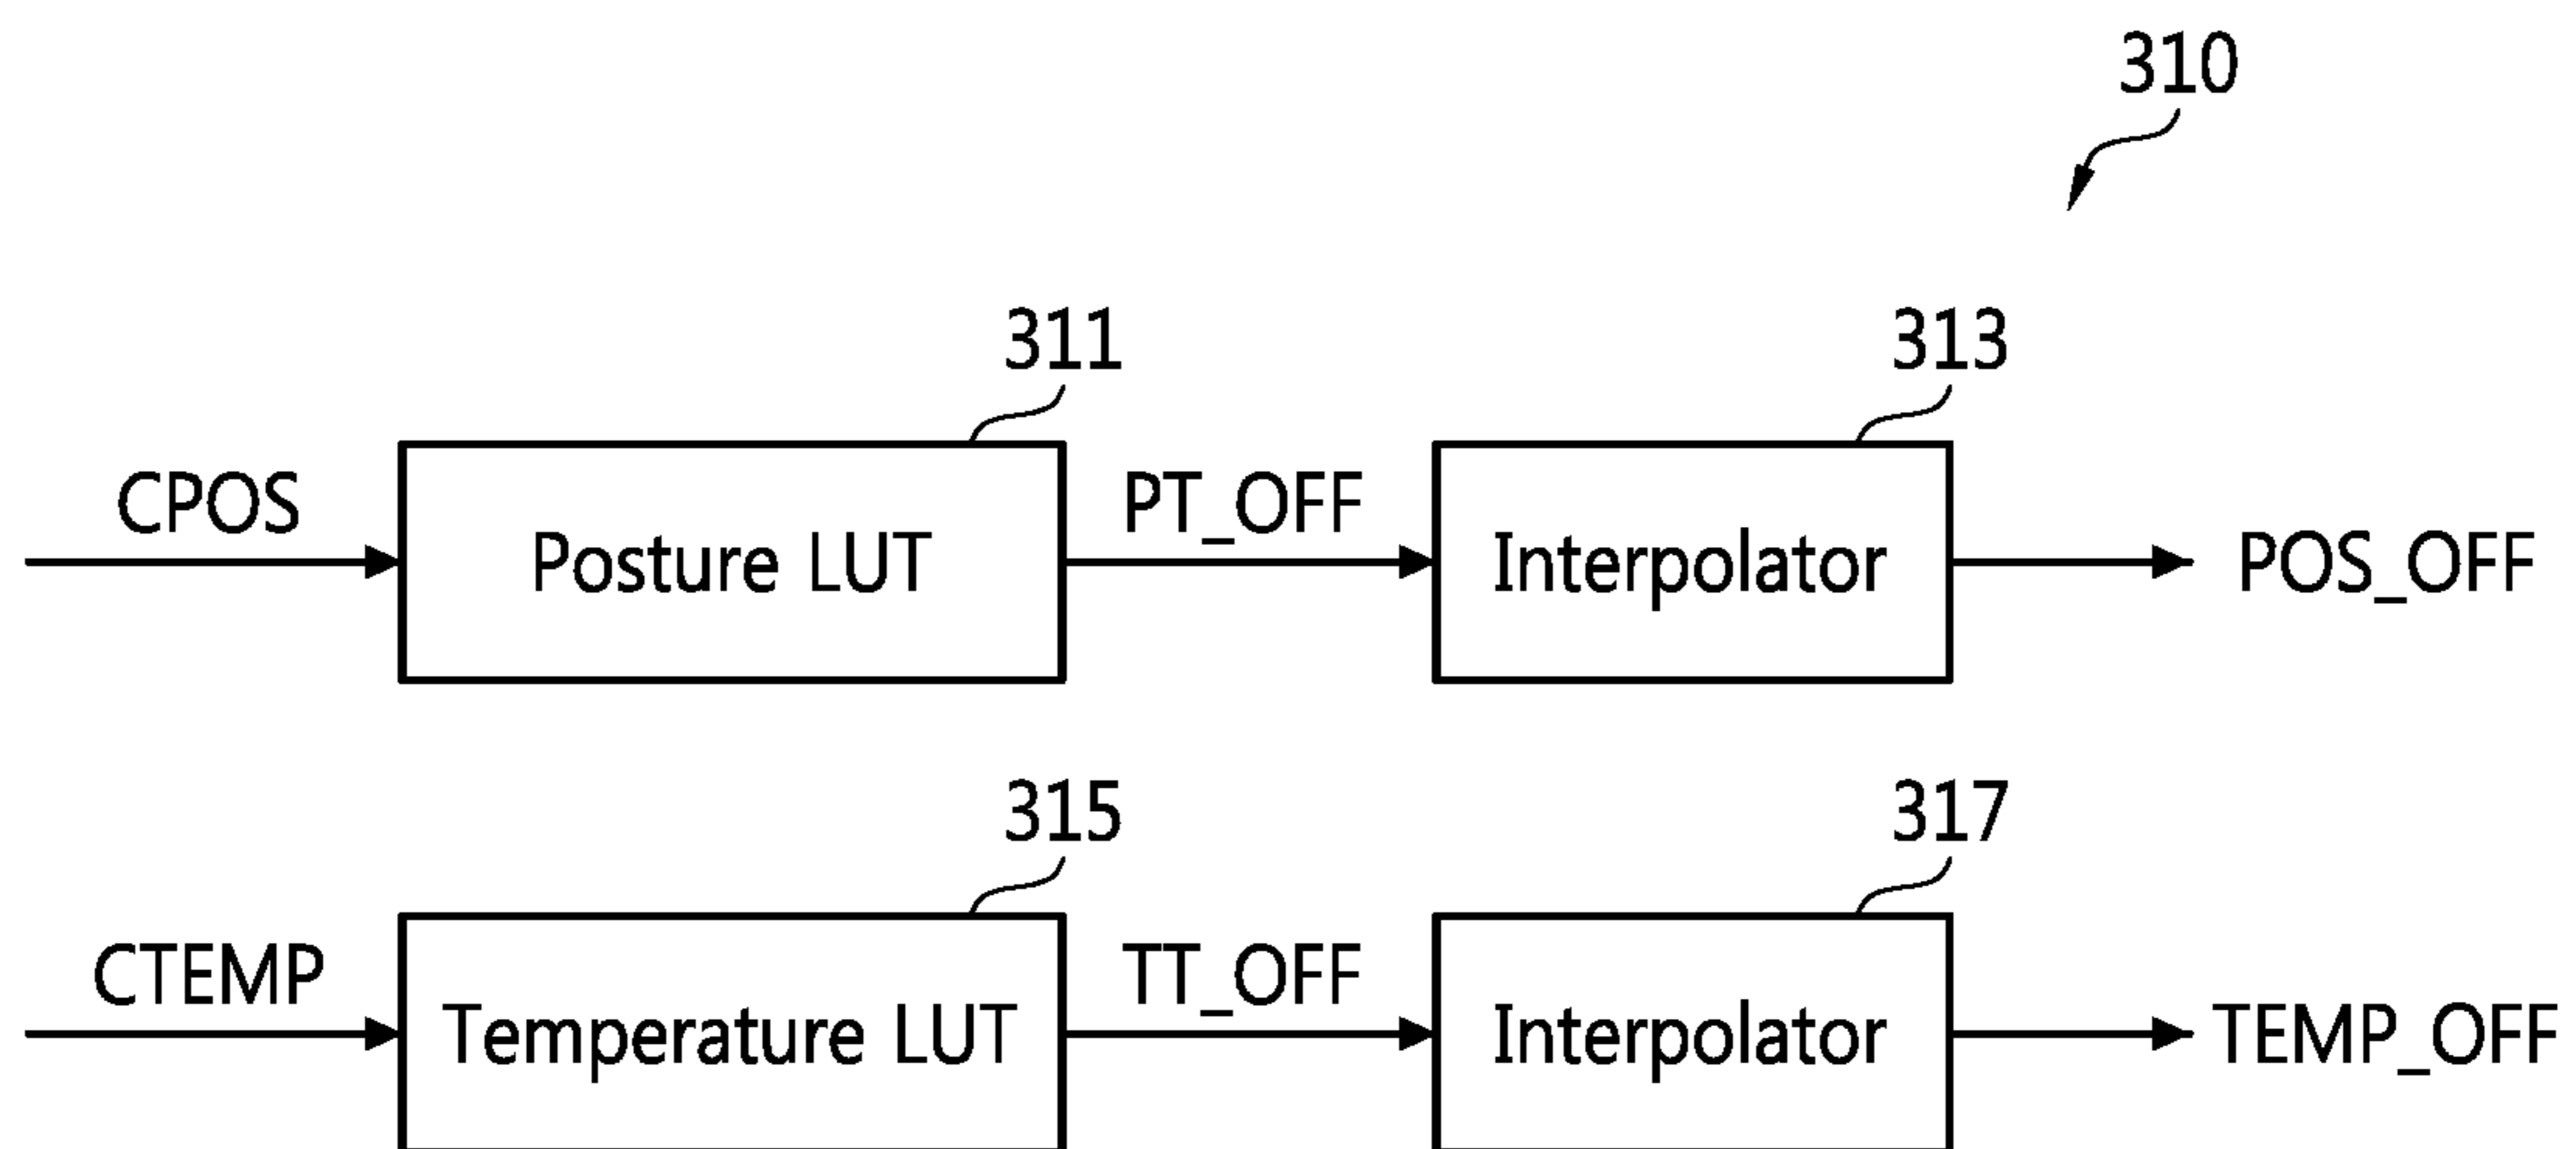 310
311
313
CPOS
Posture LUT
PT_OFF
Interpolator
POS_OFF
315
317
CTEMP
Temperature LUT
TT_OFF
Interpolator
TEMP_OFF